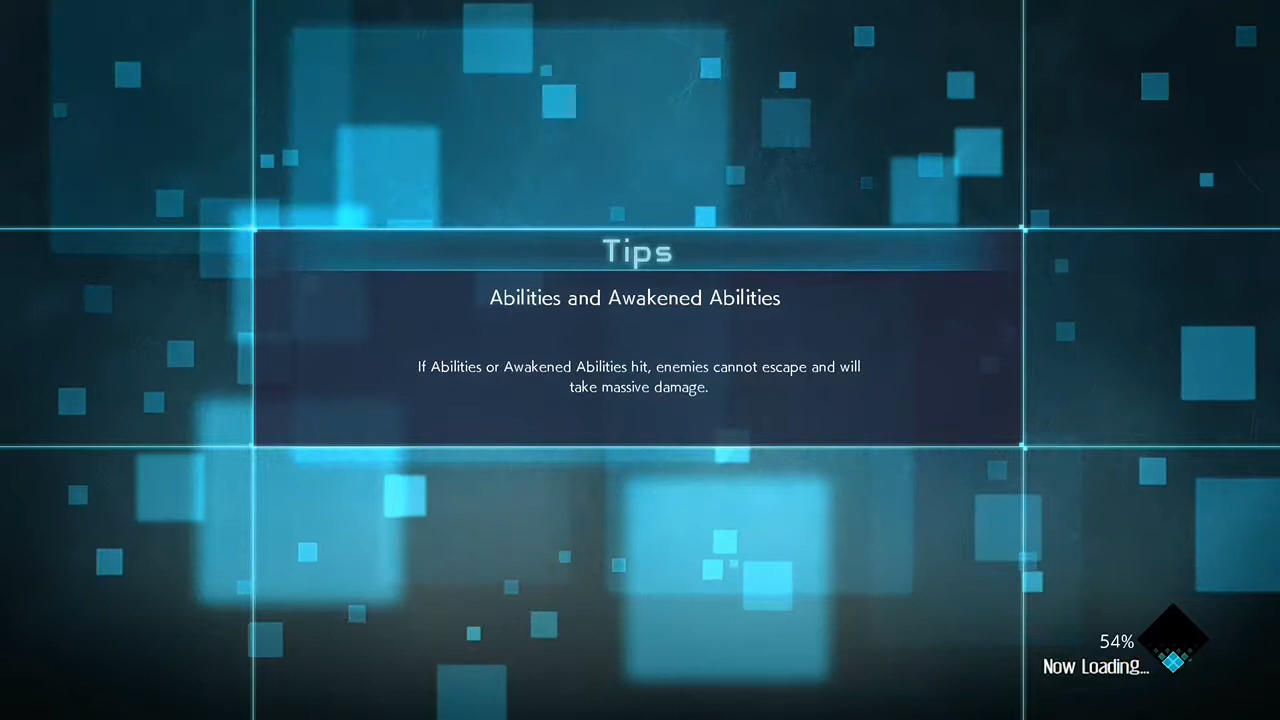 Tips
Abilities and Awakened Abilities
If Abilities or Awakened Abilities hit, enemies cannot escape and will
take massive damage.
54%
Now Loading...